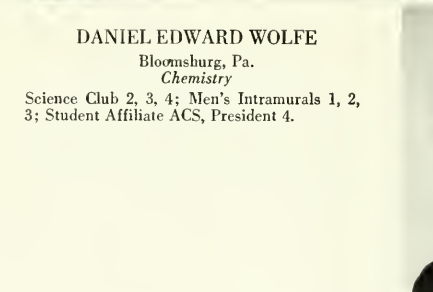 DANIEL EDWARD WOLFE
Bloomsburg, Pa.
Chemistry
Science Club 2, 3, 4; Men's Intramurals 1, 2,
3; Student Affiliate ACS, President 4.